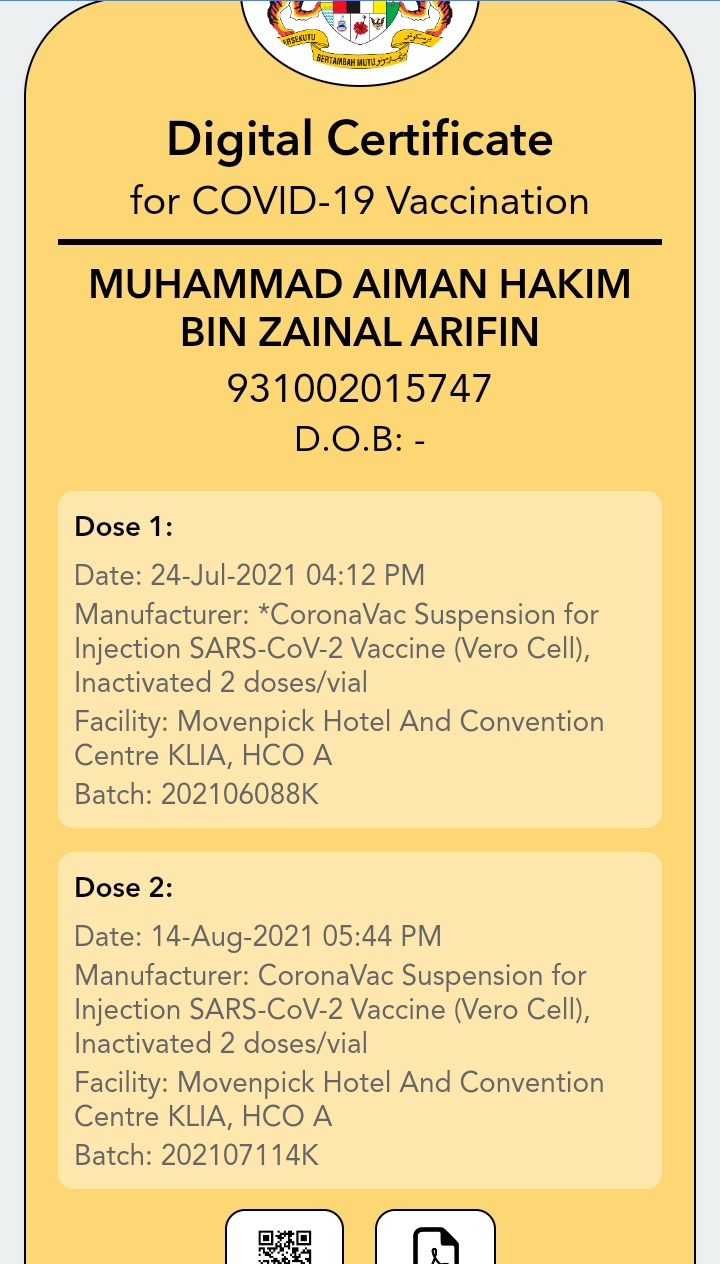 BERSEKUTU
BERTAMBAH MUTU
Digital Certificate
for COVID-19 Vaccination
MUHAMMAD AIMAN HAKIM
BIN ZAINAL ARIFIN
931002015747
D.O.B: -
Dose 1:
Date: 24-Jul-2021 04:12 PM
Manufacturer: *CoronaVac Suspension for
Injection SARS-CoV-2 Vaccine (Vero Cell),
Inactivated 2 doses/vial
Facility: Movenpick Hotel And Convention
Centre KLIA, HCO A
Batch: 202106088K
Dose 2:
Date: 14-Aug-2021 05:44 PM
Manufacturer: CoronaVac Suspension for
Injection SARS-CoV-2 Vaccine (Vero Cell),
Inactivated 2 doses/vial
Facility: Movenpick Hotel And Convention
Centre KLIA, HCO A
Batch: 202107114K